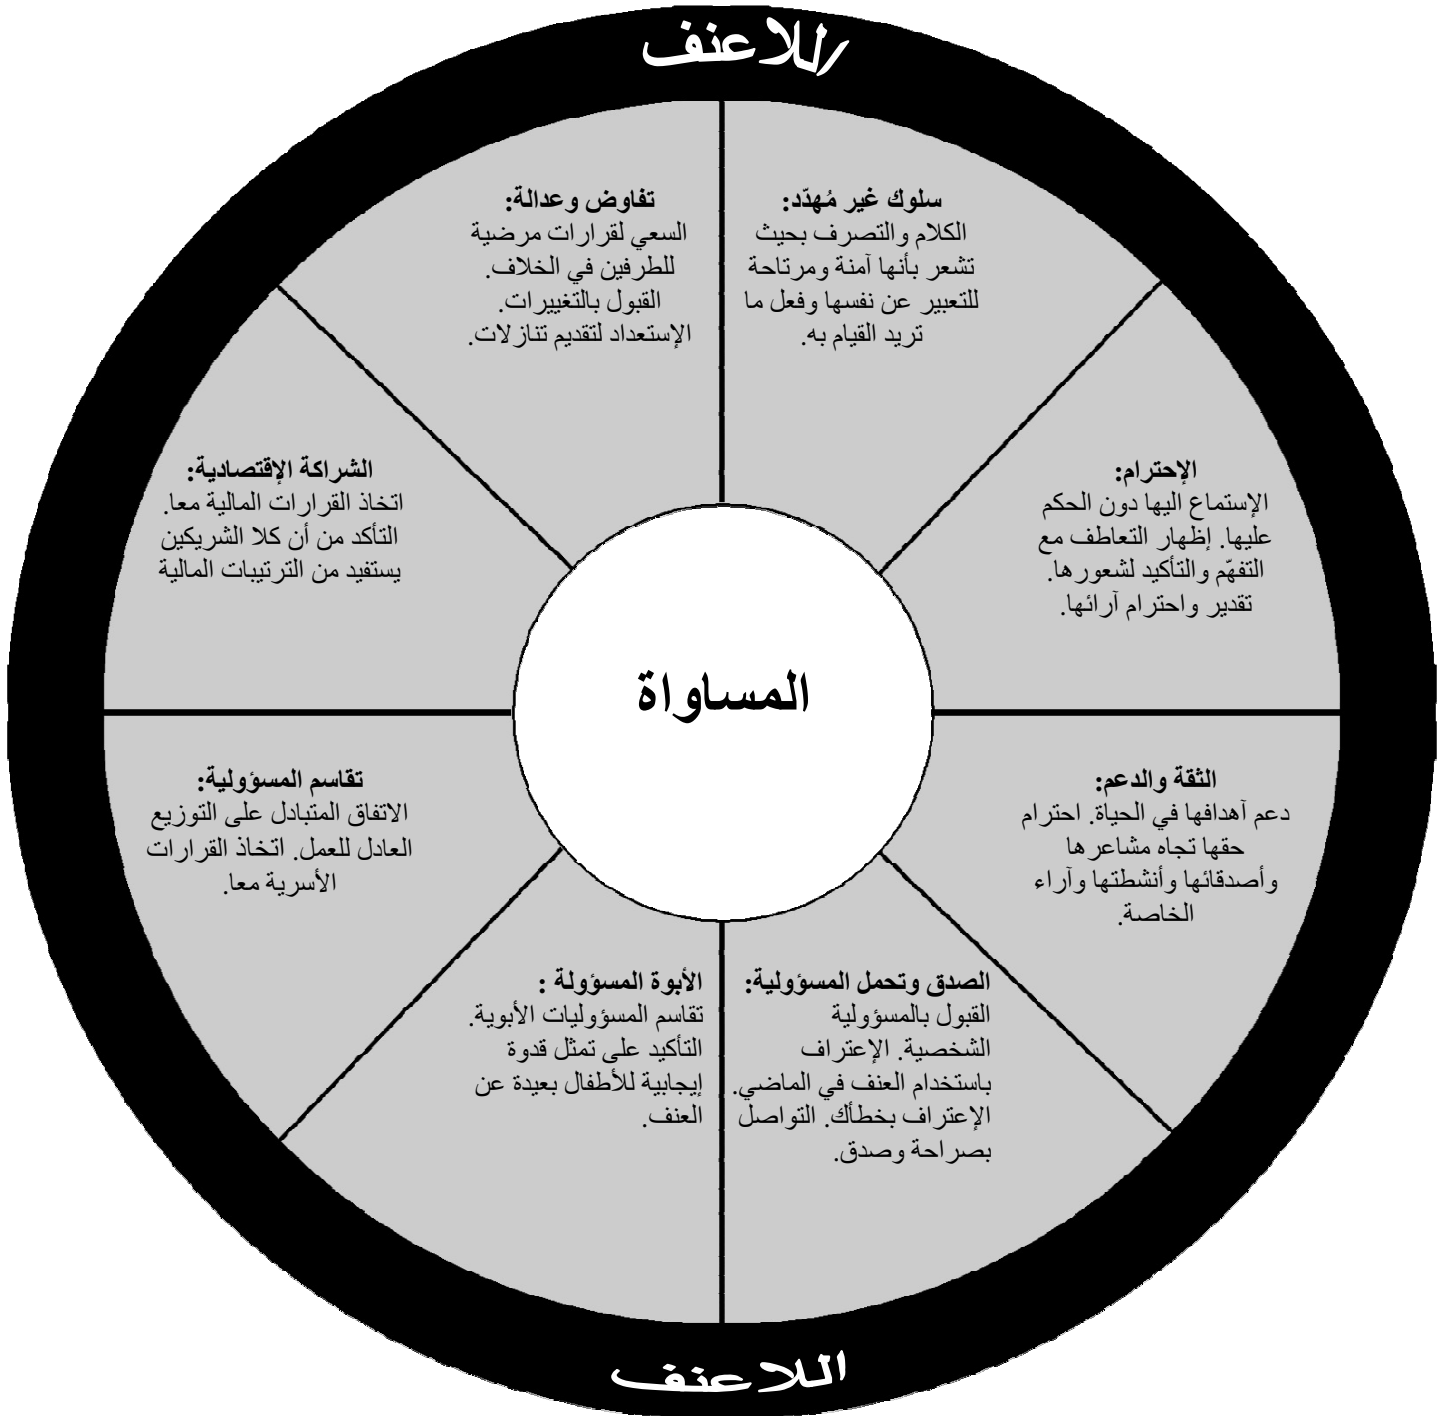 اللاعنف
سلوك غير مُهدّد:
الكلام والتصرف بحيث
تشعر بأنها آمنة ومرتاحة
للتعبير عن نفسها وفعل ما
تريد القيام به.
الإحترام:
الإستماع اليها دون الحكم
عليها. إظهار التعاطف مع
التفهّم والتأكيد لشعورها.
تقدير واحترام آرائها.
الثقة والدعم:
دعم آهدافها في الحياة. احترام
حقها تجاه مشاعرها
وأصدقائها وأنشطتها وآراء
الخاصة.
الصدق وتحمل المسؤولية:
القبول بالمسؤولية
الشخصية. الإعتراف
باستخدام العنف في الماضي.
الإعتراف بخطأك. التواصل
بصراحة وصدق.
الأبوة المسؤولة :
تقاسم المسؤوليات الأبوية.
التأكيد على تمثل قدوة
إيجابية للأطفال بعيدة عن
العنف.
تقاسم المسؤولية:
الاتفاق المتبادل على التوزيع
العادل للعمل. اتخاذ القرارات
الأسرية معا.
الشراكة الإقتصادية:
اتخاذ القرارات المالية معا.
التأكد من أن كلا الشريكين
يستفيد من الترتيبات المالية
تفاوض وعدالة:
السعي لقرارات مرضية
للطرفين في الخلاف.
القبول بالتغييرات.
الإستعداد لتقديم تنازلات.
المساواة
اللاعنف